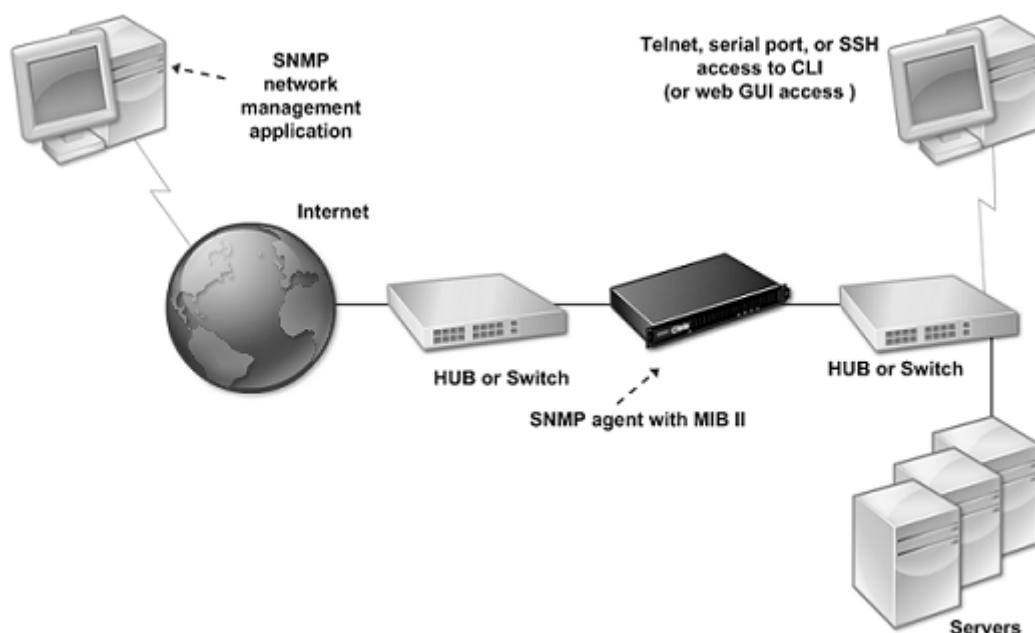 SNMP
network
management
application
Telnet, serial port, or SSH
access to CLI
(or web GUI access )
Internet
HUB or Switch
HUB or Switch
SNMP agent with MIB II
Servers